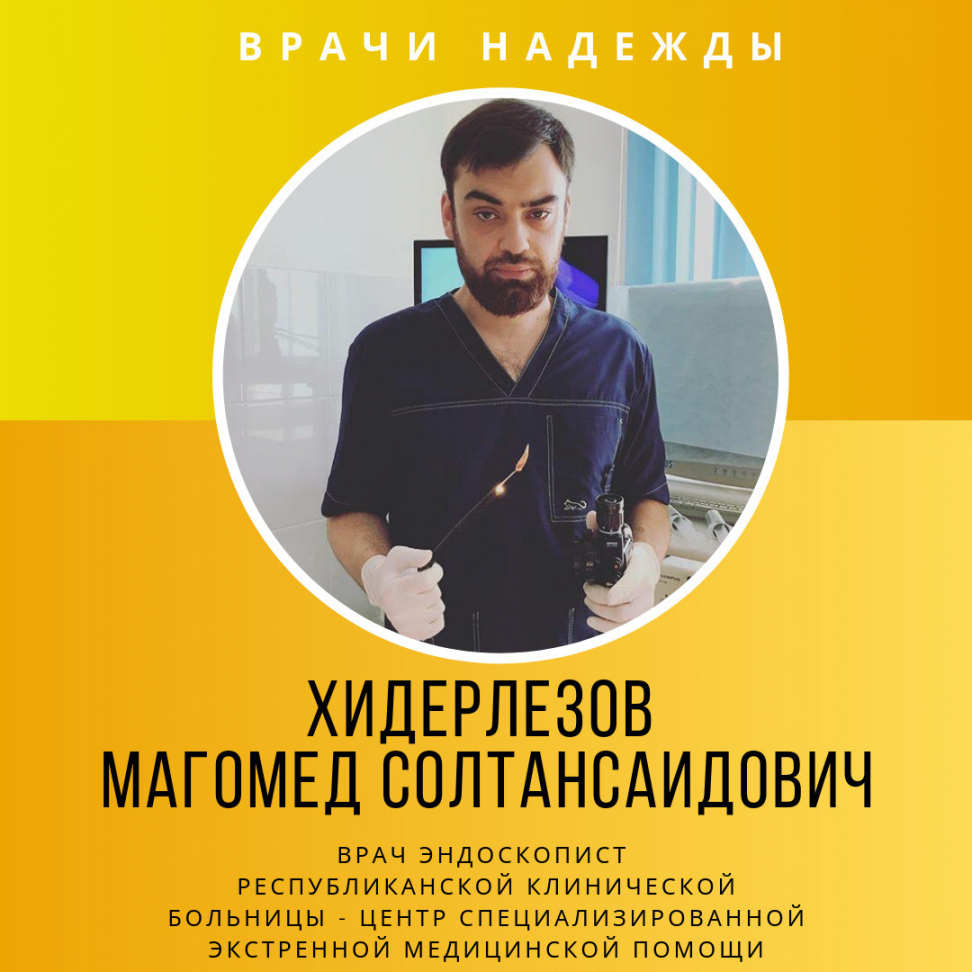 ВРАЧИ НАДЕЖДЫ
ХИДЕРЛЕЗОВ
МАГОМЕД СОЛТАНСАИДОВИЧ
ВРАЧ ЭНДОСКОПИСТ
РЕСПУБЛИКАНСКОЙ КЛИНИЧЕСКОЙ
БОЛЬНИЦЫ - ЦЕНТР СПЕЦИАЛИЗИРОВАННОЙ
ЭКСТРЕННОЙ МЕДИЦИНСКОЙ ПОМОЩИ